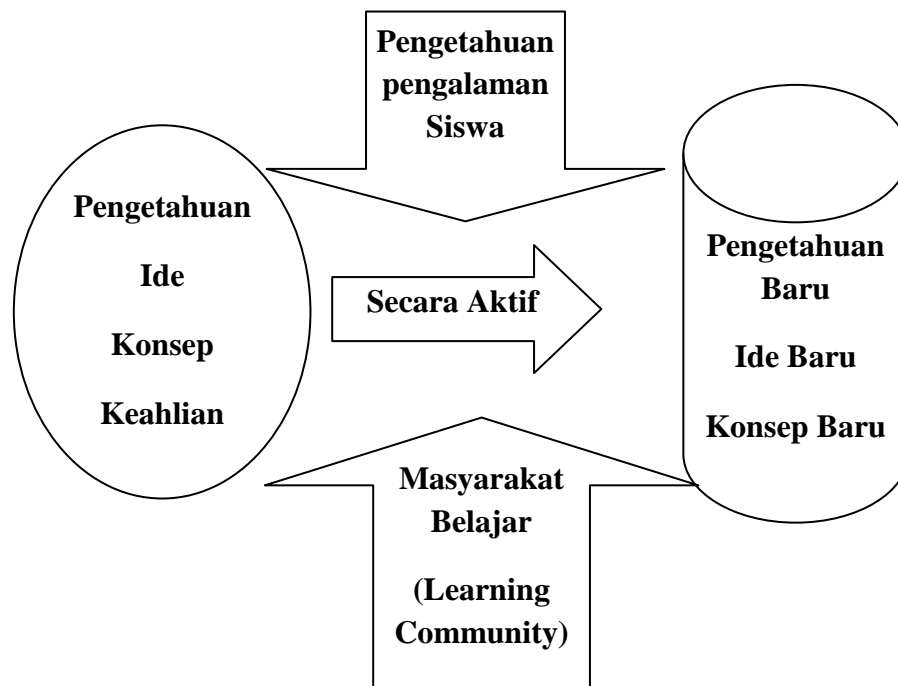 Pengetahuan
pengalaman
Siswa
Pengetahuan
Ide
Konsep
Keahlian
Secara Aktif
Pengetahuan
Baru
Ide Baru
Konsep Baru
Masyarakat
Belajar
(Learning
Community)